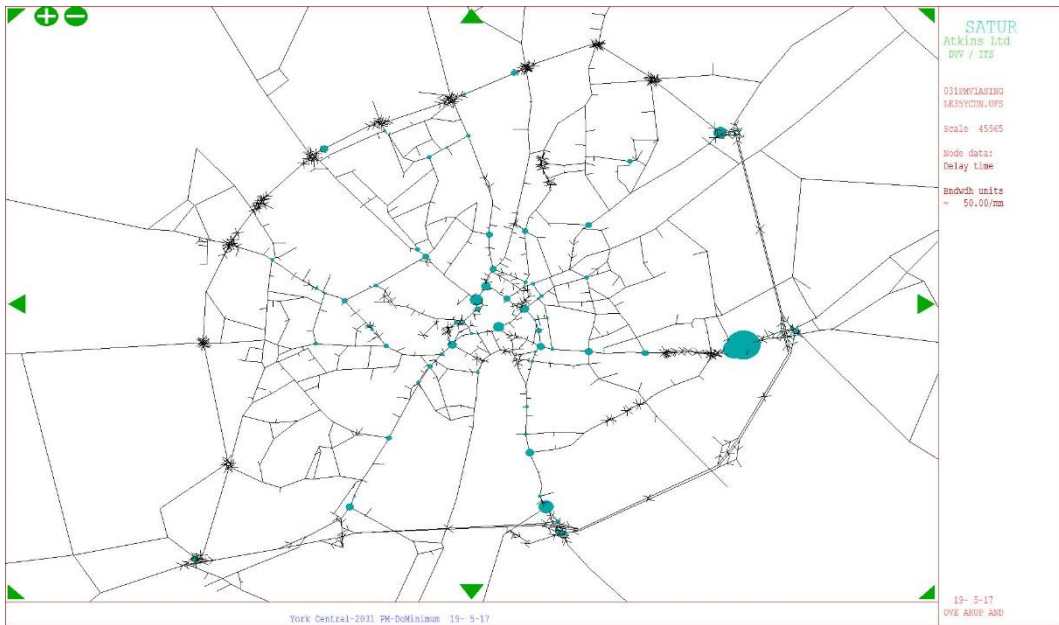 SATUR
Atkins Ltd
DVV / ITS
Scale 45565
Node data:
Delay time
Bndwdh units
= 50.00/mm
19- 5-17
OVE ARUP AND
York Central-2031 PM-DoMinimum 19- 5-17